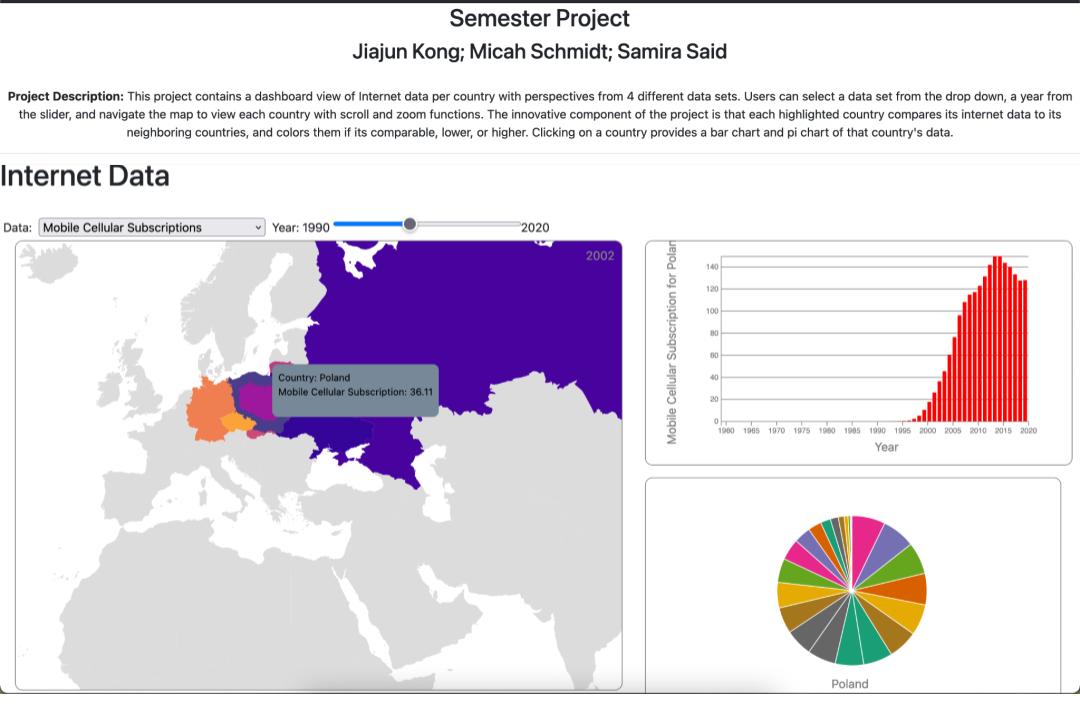 Semester Project
Jiajun Kong; Micah Schmidt; Samira Said
Project Description: This project contains a dashboard view of Internet data per country with perspectives from 4 different data sets. Users can select a data set from the drop down, a year from
the slider, and navigate the map to view each country with scroll and zoom functions. The innovative component of the project is that each highlighted country compares its internet data to its
neighboring countries, and colors them if its comparable, lower, or higher. Clicking on a country provides a bar chart and pi chart of that country's data.
Internet Data
Data: Mobile Cellular Subscriptions Year: 1990 2020
2002
Country: Poland
Mobile Cellular Subscription: 36.11
Mobile Cellular Subscription for Polan
140
120
100
80
60
40
20
0
1960 1965 1970 1975 1980 1985 1990 1995 2000 2005 2010 2015 2020
Year
Poland